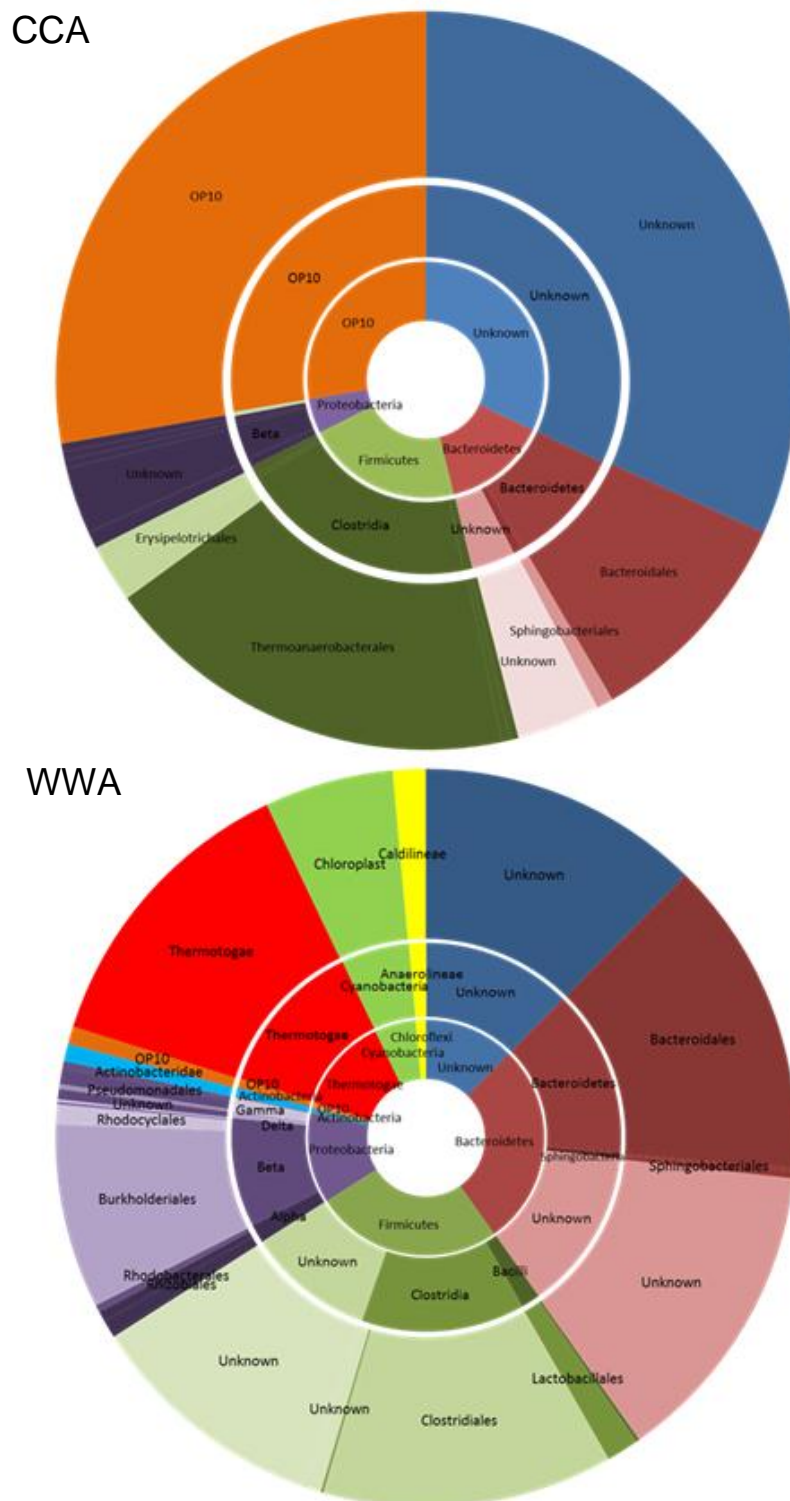 CCA
OP10
Unknown
OP10
Unknown
OP10
Unknown
Proteobacteria
Beta
Bacteroidetes
Firmicutes
Unknown
Bacteroidetes
Clostridia
Unknown
Erysipelotrichales
Bacteroidales
Sphingobacteriales
Thermoanaerobacterales
Unknown
WWA
Caldilineae
Chloroplast
Unknown
Thermotogae
Anaerolineae
Cyanobacteria
Unknown
Thermotogae
Chloroflexi
Cyanobacteria
Bacteroidales
OP10
Unknown
Actinobacteridae
OP10
Thermotogae
Bacteroidetes
Pseudomonadales
Actinobacteria
OP10
Unknown
Gamma
Actinobacteria
Rhodocyclales
Delta
Bacteroidetes
Proteobacteria
Sphingobacteria
Sphingobacteriales
Beta
Burkholderiales
Alpha
Firmicutes
Unknown
Unknown
Bacilli
Rhodobacterales
Rhizobiales
Unknown
Clostridia
Unknown
Lactobacillales
Unknown
Clostridiales